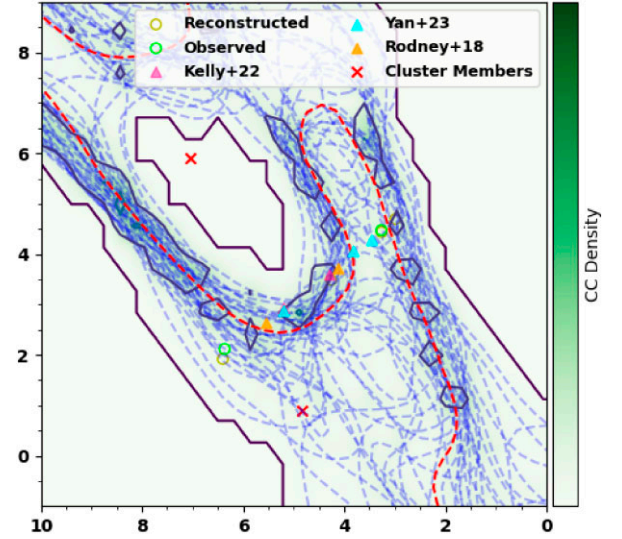 Reconstructed
Observed
Kelly+22
Yan+23
Rodney+18
Cluster Members
8
6
4
2
0
10 8 6 4 2 0
CC Density